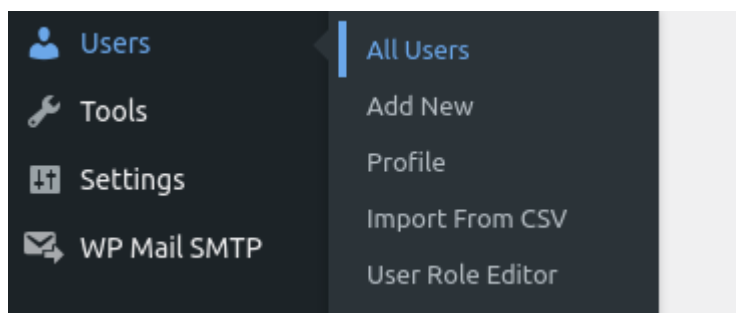 Users
Tools
Settings
WP Mail SMTP
All Users
Add New
Profile
Import From CSV
User Role Editor